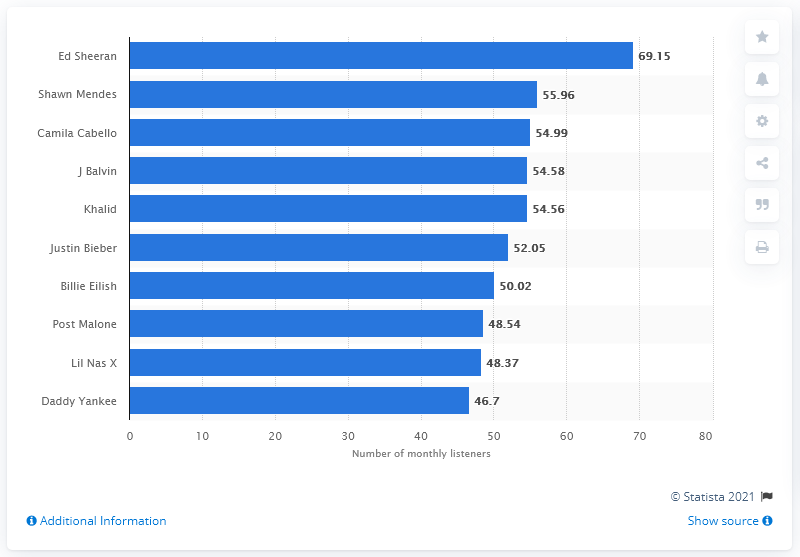 Ed Sheeran 69.15
Shawn Mendes 55.96
Camila Cabello 54.99
J Balvin 54.58
Khalid 54.56
Justin Bieber 52.05
Billie Eilish 50.02
Post Malone 48.54
Lil Nas X 48.37
Daddy Yankee 46.7
0 10 20 30 40 50 60 70 80
Number of monthly listeners
© Statista 2021
Additional Information Show source